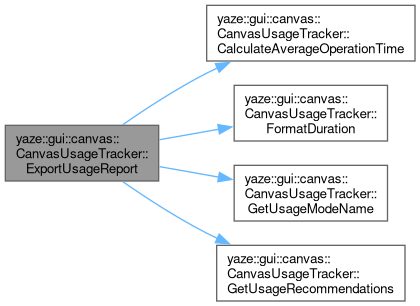 yaze::gui::canvas::
CanvasUsageTracker::
ExportUsageReport
yaze::gui::canvas::
CanvasUsageTracker::
CalculateAverageOperationTime
yaze::gui::canvas::
CanvasUsageTracker::
FormatDuration
yaze::gui::canvas::
CanvasUsageTracker::
GetUsageModeName
yaze::gui::canvas::
CanvasUsageTracker::
GetUsageRecommendations